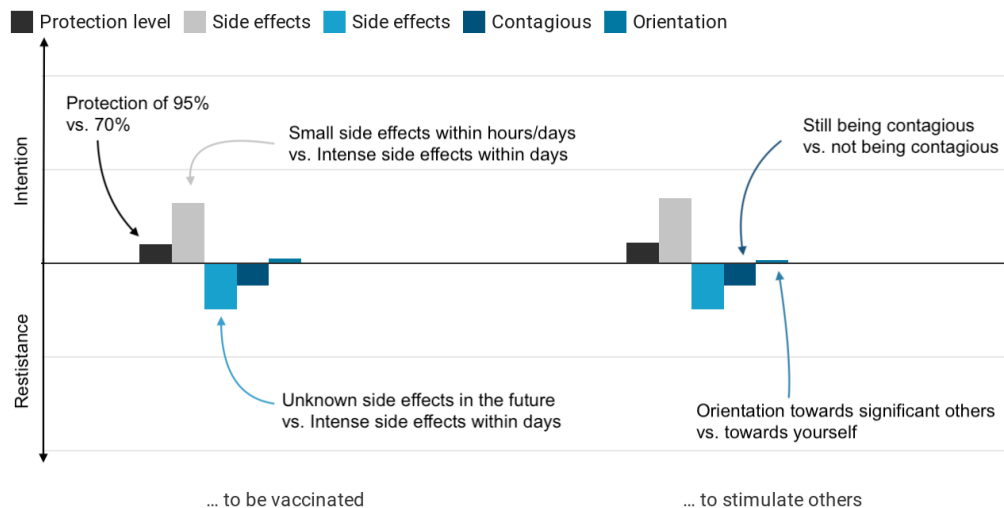 Protection level Side effects Side effects Contagious Orientation
Protection of 95%
vs. 70%
Small side effects within hours/days
vs. Intense side effects within days
Still being contagious
vs. not being contagious
Intention
Restistance
Unknown side effects in the future
vs. Intense side effects within days
Orientation towards significant others
vs. towards yourself
... to be vaccinated
... to stimulate others